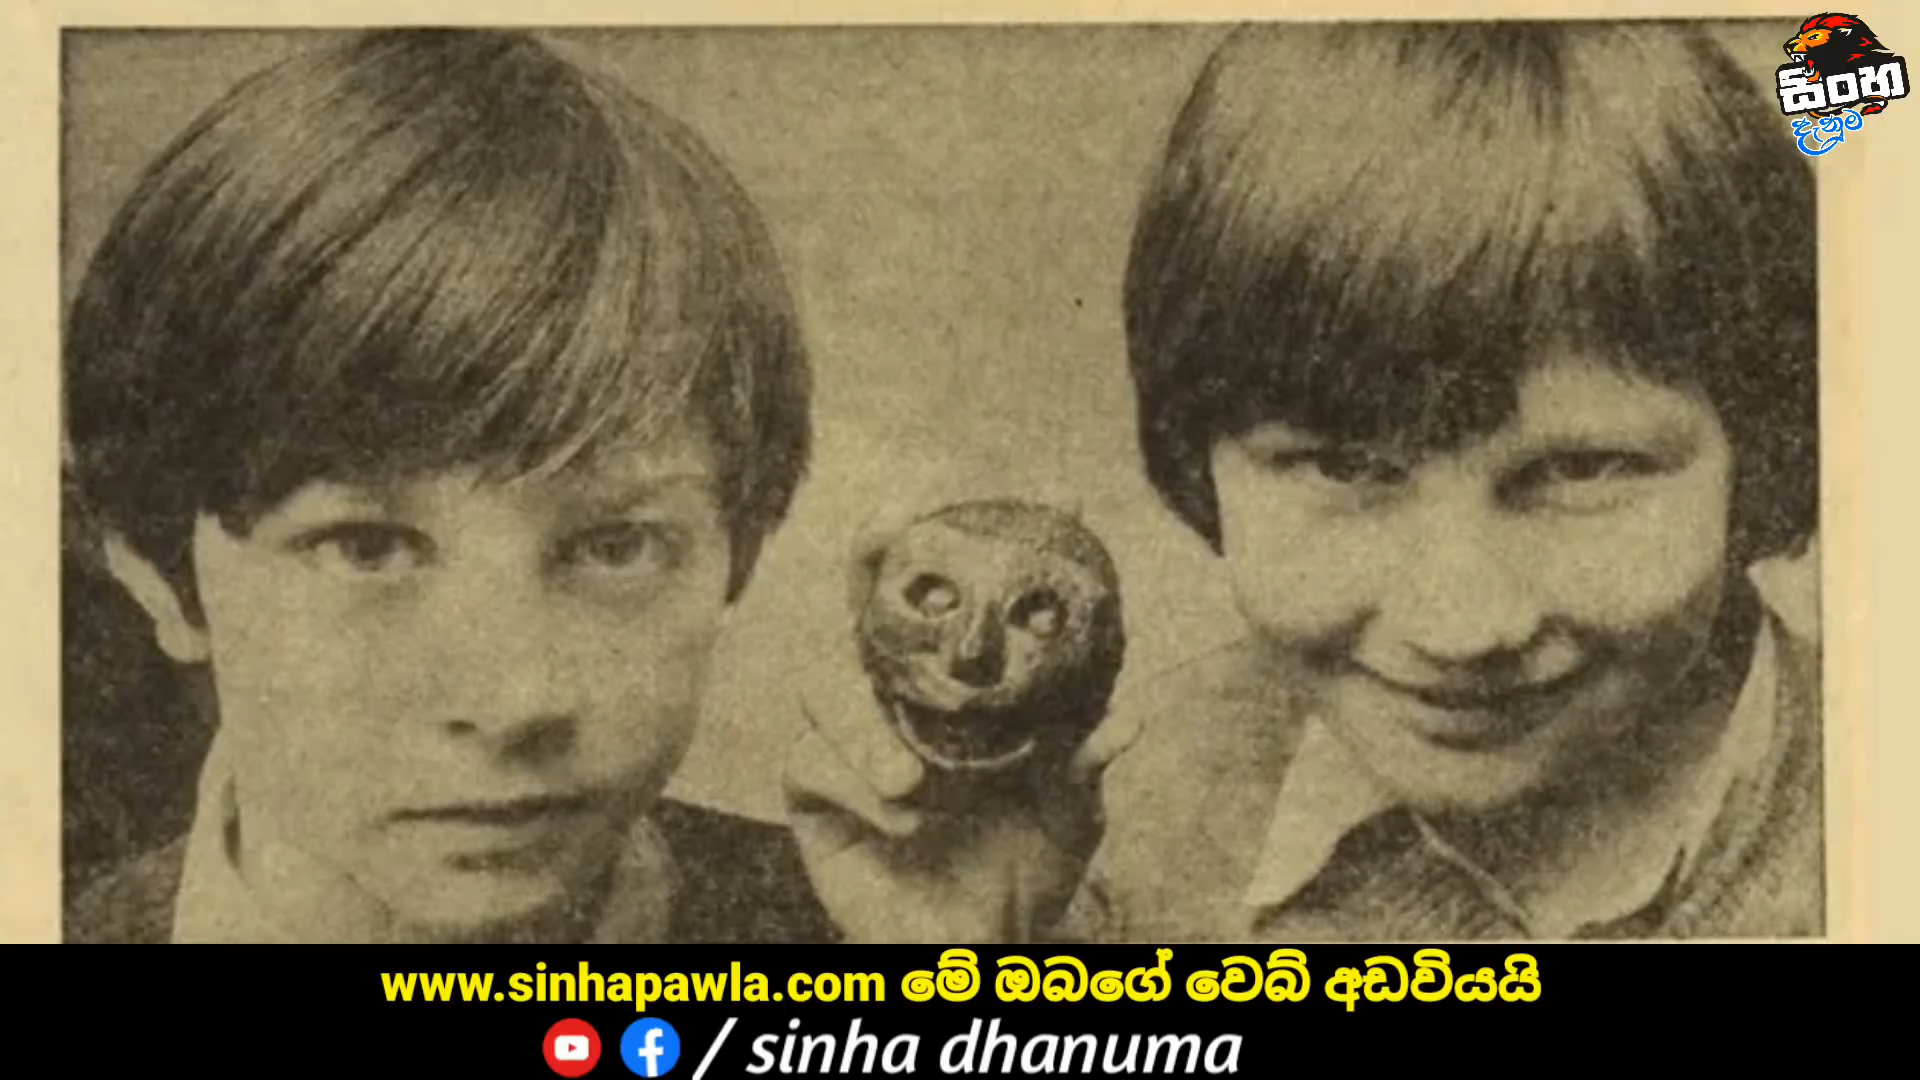 සිංහ
දැනුම
www.sinhapawla.com මේ ඔබගේ වෙබ් අඩවියයි
/ sinha dhanuma